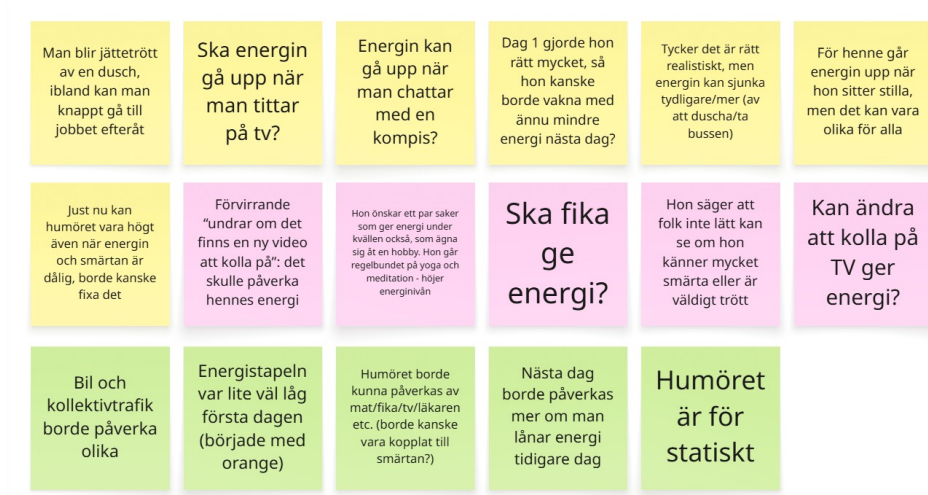 Man blir jättetrött
av en dusch,
ibland kan man
knappt gå till
jobbet efteråt
Ska energin
gå upp när
man tittar
på tv?
Energin kan
gå upp när
man chattar
med en
kompis?
Dag 1 gjorde hon
rätt mycket, så
hon kanske
borde vakna med
ännu mindre
energi nästa dag?
Tycker det är rätt
realistiskt, men
energin kan sjunka
tydligare/mer (av
att duscha/ta
bussen)
För henne går
energin upp när
hon sitter stilla,
men det kan vara
olika för alla
Just nu kan
humöret vara högt
även när energin
och smärtan är
dålig, borde kanske
fixa det
Förvirrande
“undrar om det
finns en ny video
att kolla på”: det
skulle påverka
hennes energi
Hon önskar ett par saker
som ger energi under
kvällen också, som ägna
sig åt en hobby. Hon går
regelbundet på yoga och
meditation - höjer
energinivån
Ska fika
ge
energi?
Hon säger att
folk inte lätt kan
se om hon
känner mycket
smärta eller är
väldigt trött
Kan ändra
att kolla på
TV ger
energi?
Bil och
kollektivtrafik
borde påverka
olika
Energistapeln
var lite väl låg
första dagen
(började med
orange)
Humöret borde
kunna påverkas av
mat/fika/tv/läkaren
etc. (borde kanske
vara kopplat till
smärtan?)
Nästa dag
borde påverkas
mer om man
lånar energi
tidigare dag
Humöret
är för
statiskt